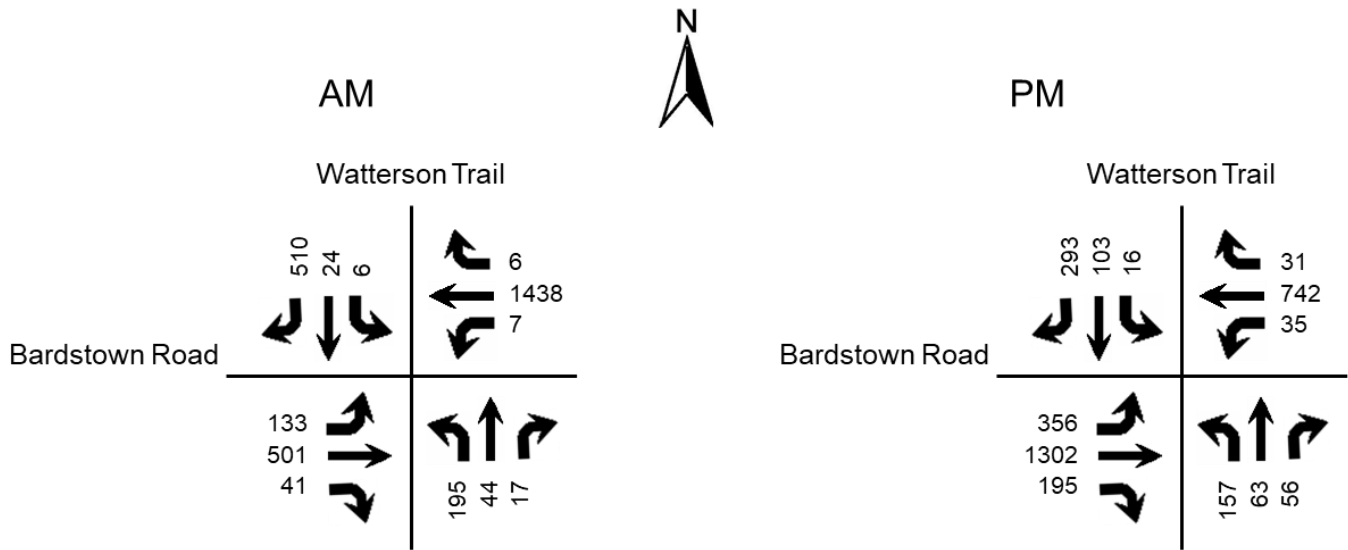 N
AM
PM
Watterson Trail
510 24 6
6
1438
7
Bardstown Road
133
501
41
195 44 17
Watterson Trail
293 103 16
31
742
35
Bardstown Road
356
1302
195
157 63 56